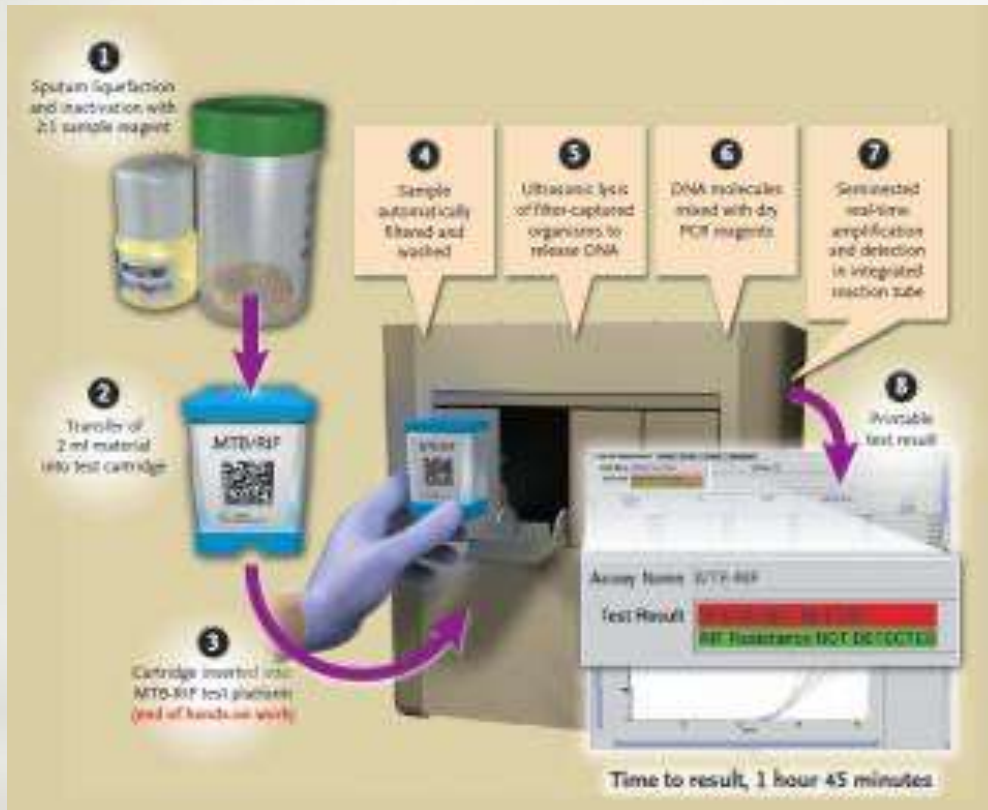 1
Sputum liquefaction
and inactivation with
2:1 sample reagent
2
Transfer of
2 ml material
into test cartridge
MTB/RIF
3
Cartridge inserted into
MTB-RIF test platform
(end of hands-on work)
4
Sample
automatically
filtered and
washed
5
Ultrasonic lysis
of filter-captured
organisms to
release DNA
6
DNA molecules
mixed with dry
PCR reagents
7
Seminested
real-time
amplification
and detection
in integrated
reaction tube
8
Printable
test result
Assay Name MTB-RIF
Test Result
RIF Resistance NOT DETECTED
Time to result, 1 hour 45 minutes